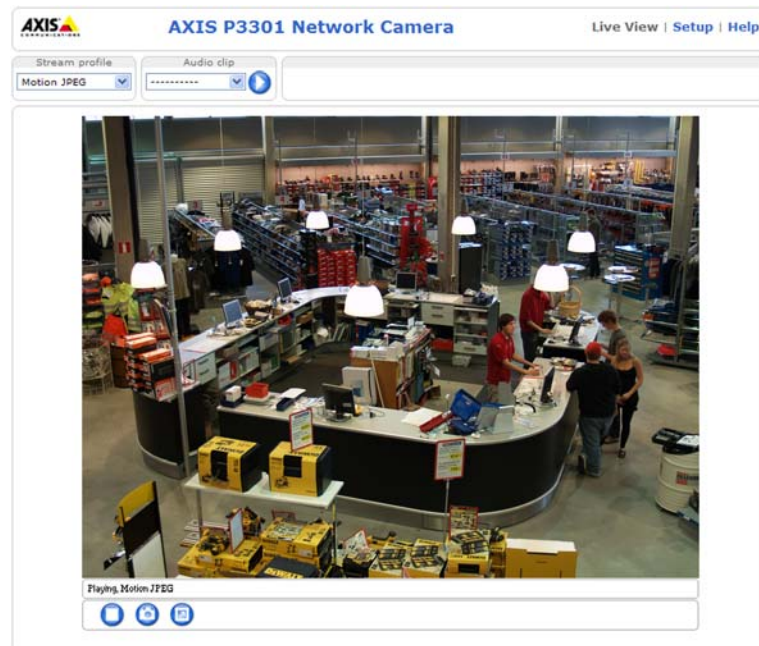 AXIS
COMMUNICATIONS
AXIS P3301 Network Camera
Live View | Setup | Help
Stream profile
Audio clip
Motion JPEG
----------
Playing, Motion JPEG